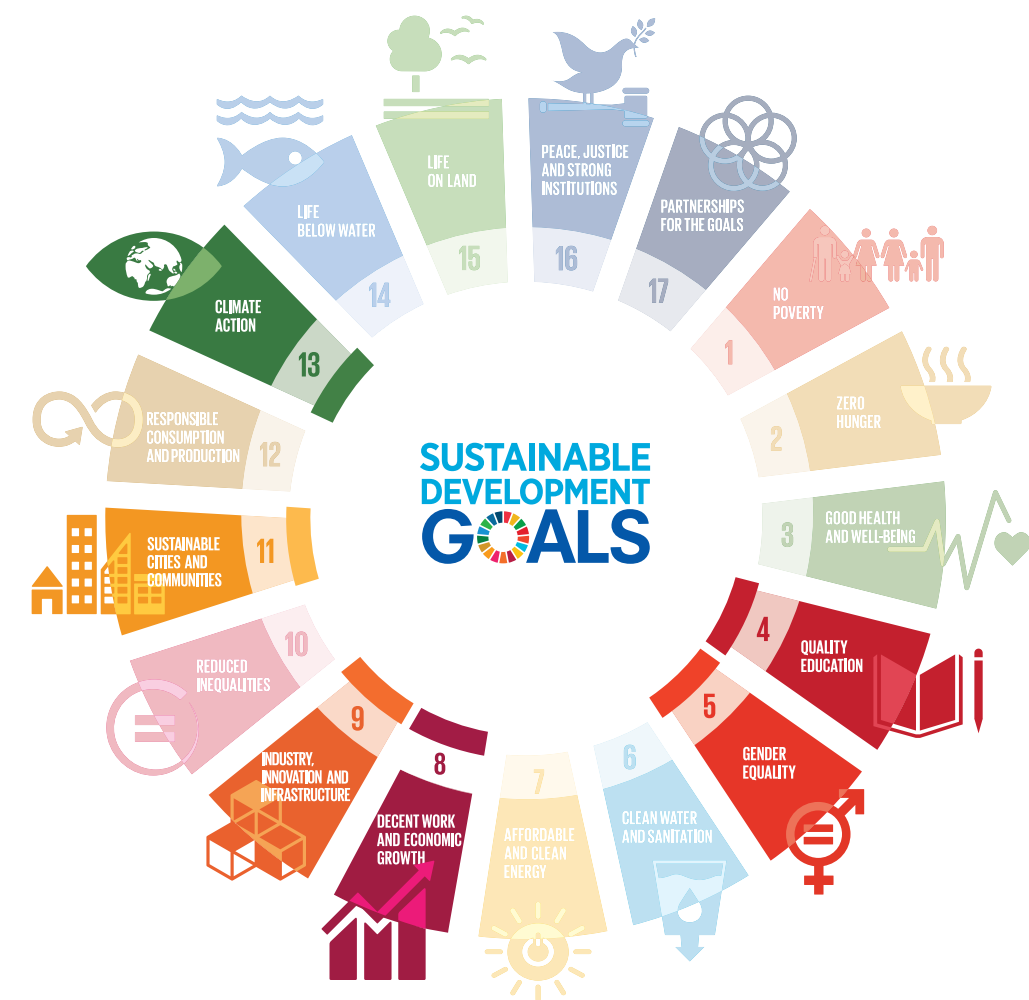 SUSTAINABLE
DEVELOPMENT
GOALS
NO
POVERTY
1
ZERO
HUNGER
2
GOOD HEALTH
AND WELL-BEING
3
QUALITY
EDUCATION
4
GENDER
EQUALITY
5
CLEAN WATER
AND SANITATION
6
AFFORDABLE
AND CLEAN
ENERGY
7
DECENT WORK
AND ECONOMIC
GROWTH
8
INDUSTRY,
INNOVATION AND
INFRASTRUCTURE
9
REDUCED
INEQUALITIES
10
SUSTAINABLE
CITIES AND
COMMUNITIES
11
RESPONSIBLE
CONSUMPTION
AND PRODUCTION
12
CLIMATE
ACTION
13
LIFE
BELOW WATER
14
LIFE
ON LAND
15
PEACE, JUSTICE
AND STRONG
INSTITUTIONS
16
PARTNERSHIPS
FOR THE GOALS
17